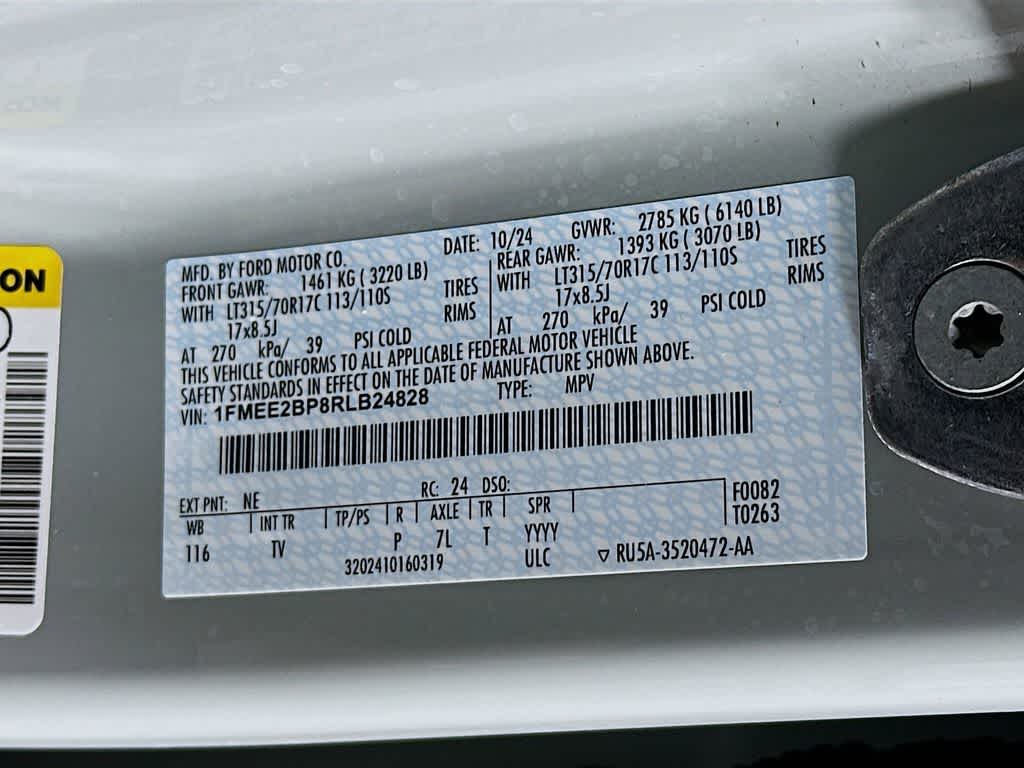 ON
MFD. BY FORD MOTOR CO.
DATE: 10/24 GVWR: 2785 KG ( 6140 LB)
FRONT GAWR: 1461 KG ( 3220 LB)
WITH LT315/70R17C 113/110S TIRES
17x8.5J RIMS
AT 270 kPa/ 39 PSI COLD
REAR GAWR: 1393 KG ( 3070 LB)
WITH LT315/70R17C 113/110S TIRES
17x8.5J RIMS
AT 270 kPa/ 39 PSI COLD
THIS VEHICLE CONFORMS TO ALL APPLICABLE FEDERAL MOTOR VEHICLE
SAFETY STANDARDS IN EFFECT ON THE DATE OF MANUFACTURE SHOWN ABOVE.
VIN: 1FMEE2BP8RLB24828 TYPE: MPV
EXT PNT: NE RC: 24 DSO:
WB INT TR TP/PS R AXLE TR SPR
116 TV P 7L T YYYY
3202410160319 ULC
F0082
T0263
▽ RU5A-3520472-AA